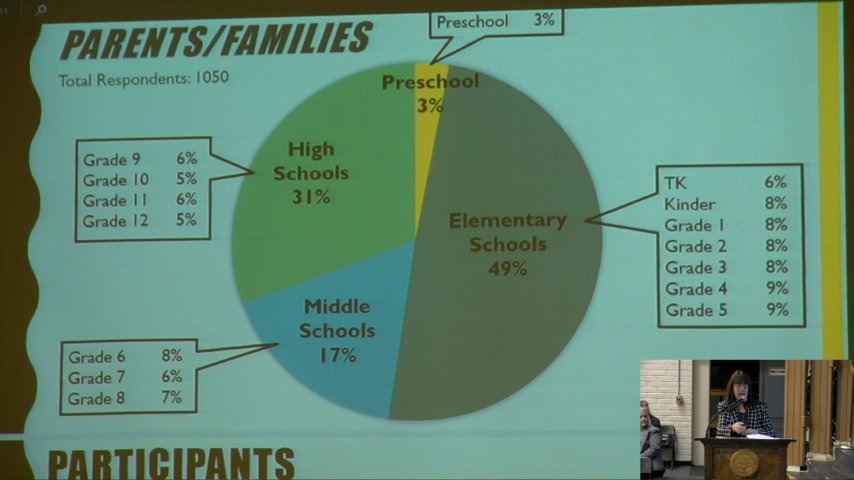 Preschool 3%
PARENTS/FAMILIES
Total Respondents: 1050
Preschool
3%
High
Schools
31%
Grade 9 6%
Grade 10 5%
Grade 11 6%
Grade 12 5%
Elementary
Schools
49%
TK 6%
Kinder 8%
Grade 1 8%
Grade 2 8%
Grade 3 8%
Grade 4 9%
Grade 5 9%
Middle
Schools
17%
Grade 6 8%
Grade 7 6%
Grade 8 7%
PARTICIPANTS